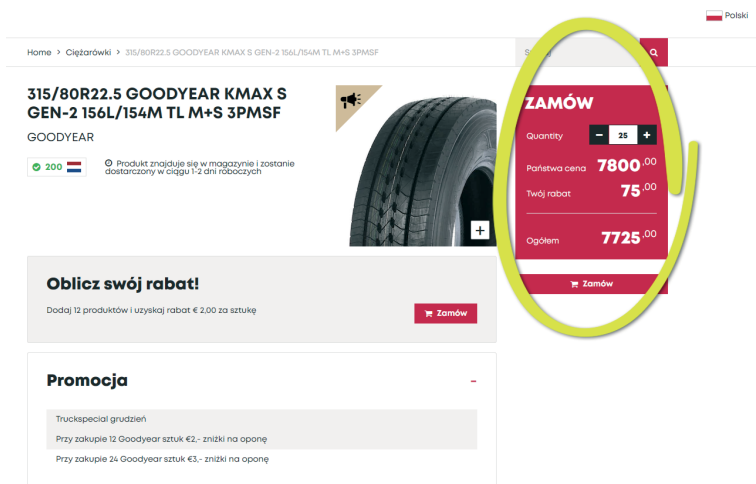 Polski
Home > Ciężarówki > 315/80R22.5 GOODYEAR KMAX S GEN-2 156L/154M TL M+S 3PMSF
315/80R22.5 GOODYEAR KMAX S
GEN-2 156L/154M TL M+S 3PMSF
GOODYEAR
200
Produkt znajduje się w magazynie i zostanie
dostarczony w ciągu 1-2 dni roboczych
ZAMÓW
Quantity - 25 +
Państwa cena 7800,00
Twój rabat 75,00
Ogółem 7725,00
Zamów
Oblicz swój rabat!
Dodaj 12 produktów i uzyskaj rabat € 2,00 za sztukę
Zamów
Promocja -
Truckspecial grudzień
Przy zakupie 12 Goodyear sztuk €2,- zniżki na oponę
Przy zakupie 24 Goodyear sztuk €3,- zniżki na oponę